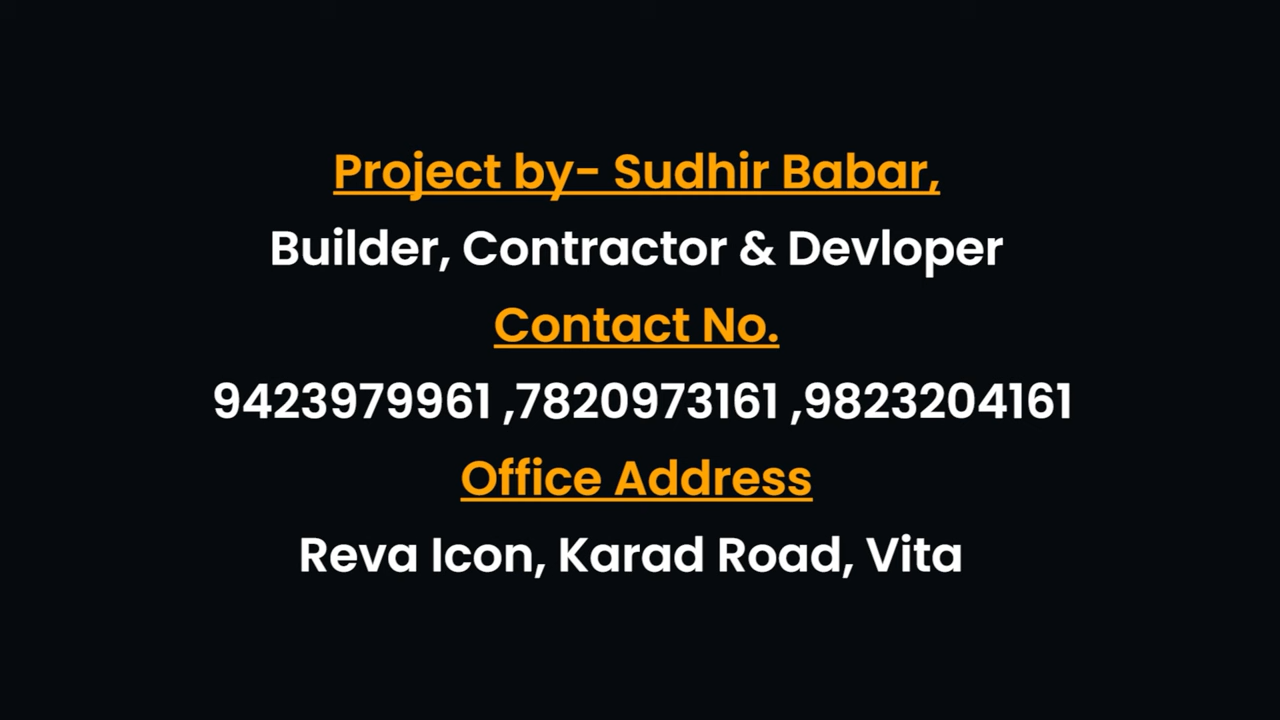 Project by- Sudhir Babar,
Builder, Contractor & Devloper
Contact No.
9423979961 ,7820973161 ,9823204161
Office Address
Reva Icon, Karad Road, Vita